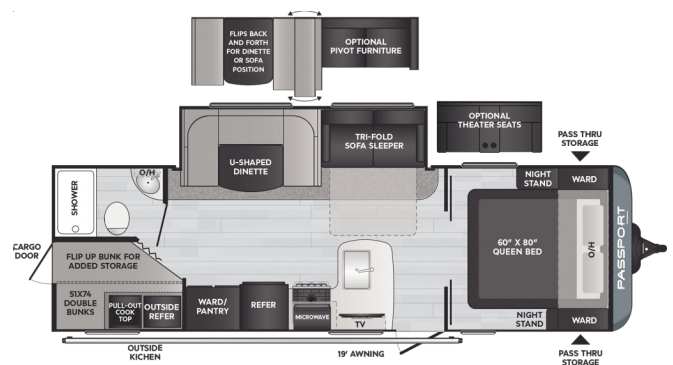 FLIPS BACK
AND FORTH
FOR DINETTE
OR SOFA
POSITION
OPTIONAL
PIVOT FURNITURE
OPTIONAL
THEATER SEATS
PASS THRU
STORAGE
TRI-FOLD
SOFA SLEEPER
U-SHAPED
DINETTE
O/H
SHOWER
NIGHT
STAND
WARD
CARGO
DOOR
FLIP UP BUNK FOR
ADDED STORAGE
60" X 80"
QUEEN BED
O/H
PASSPORT
51X74
DOUBLE
BUNKS
PULL-OUT
COOK
TOP
OUTSIDE
REFER
WARD/
PANTRY
REFER
MICROWAVE
TV
NIGHT
STAND
WARD
OUTSIDE
KICHEN
19' AWNING
PASS THRU
STORAGE